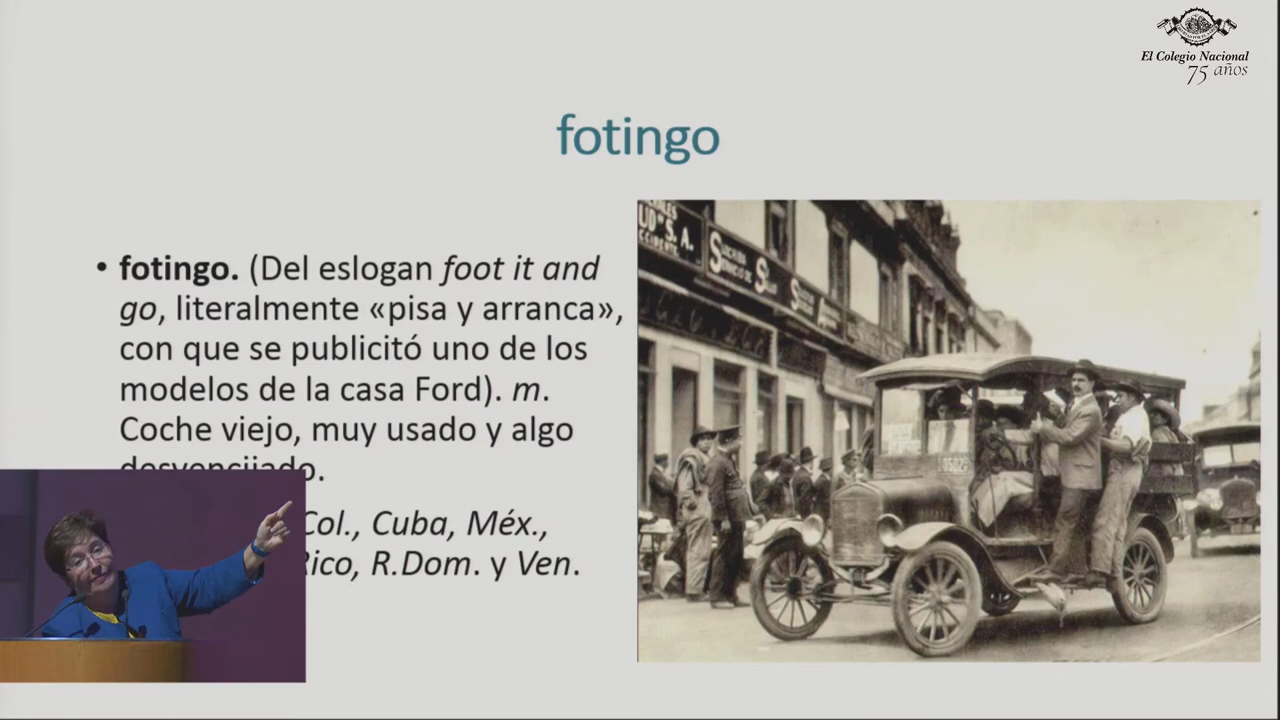 El Colegio Nacional
75 años
fotingo
• fotingo. (Del eslogan foot it and
go, literalmente «pisa y arranca»,
con que se publicitó uno de los
modelos de la casa Ford). m.
Coche viejo, muy usado y algo
desvencijado.
Col., Cuba, Méx.,
Rico, R.Dom. y Ven.
UD" S. A.